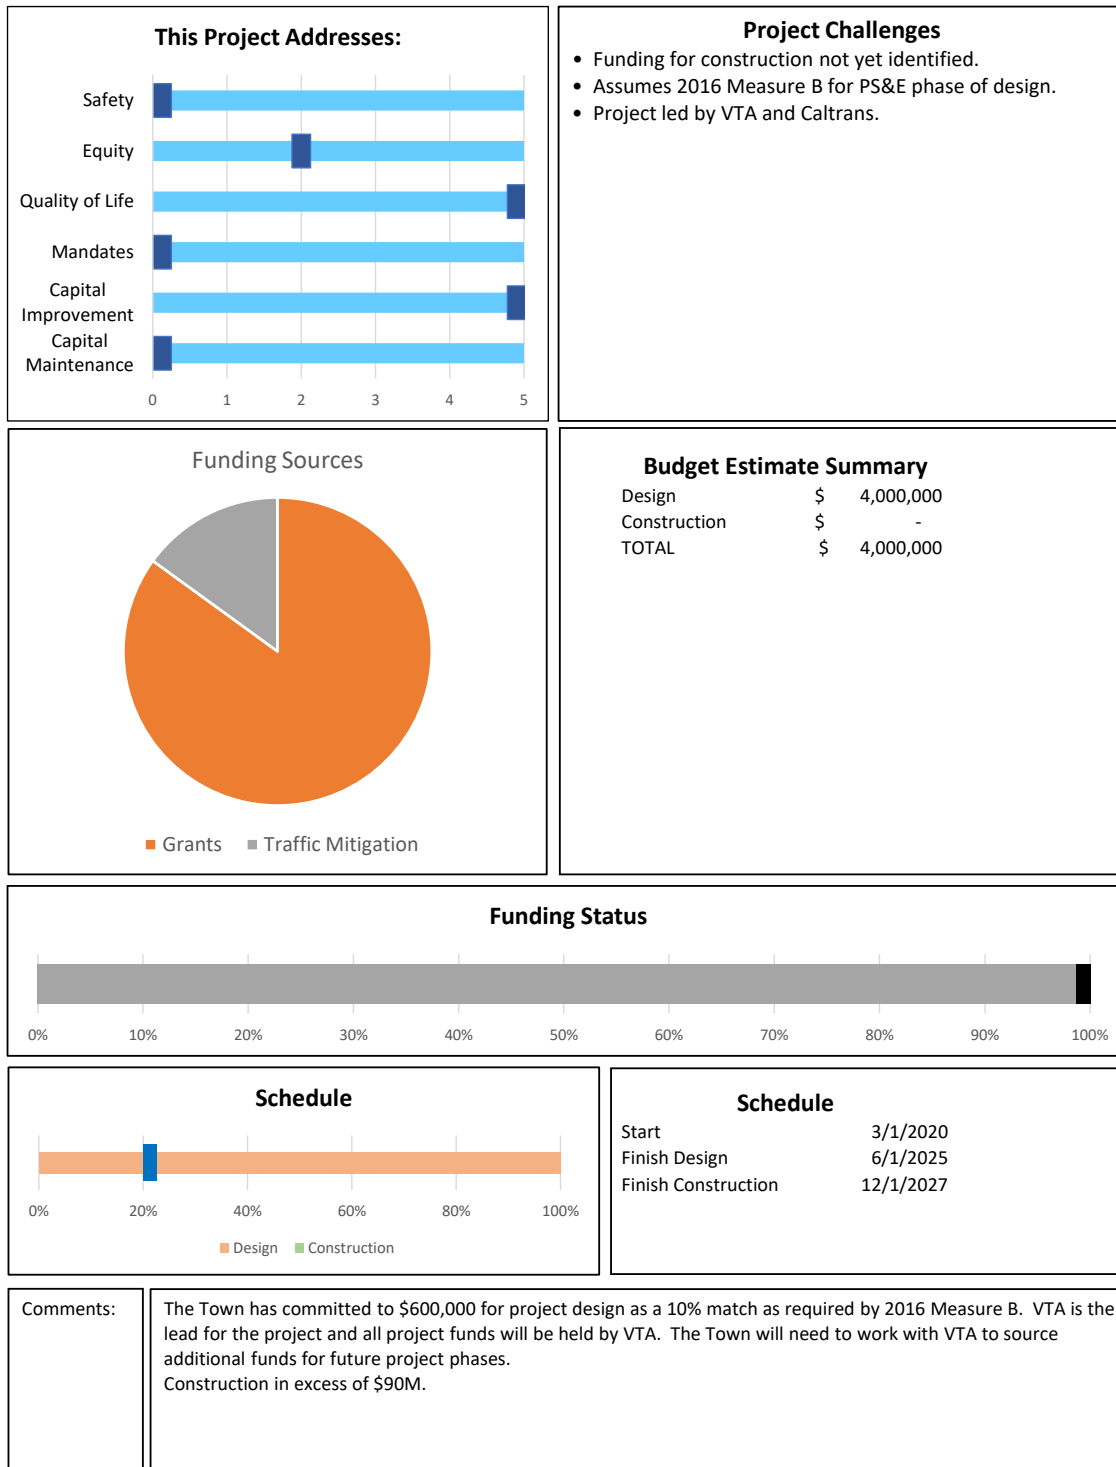 This Project Addresses:
Safety
Equity
Quality of Life
Mandates
Capital
Improvement
Capital
Maintenance
0 1 2 3 4 5
Project Challenges
• Funding for construction not yet identified.
• Assumes 2016 Measure B for PS&E phase of design.
• Project led by VTA and Caltrans.
Funding Sources
Grants Traffic Mitigation
Budget Estimate Summary
Design $ 4,000,000
Construction $ -
TOTAL $ 4,000,000
Funding Status
0% 10% 20% 30% 40% 50% 60% 70% 80% 90% 100%
Schedule
0% 20% 40% 60% 80% 100%
Design Construction
Schedule
Start 3/1/2020
Finish Design 6/1/2025
Finish Construction 12/1/2027
Comments:
The Town has committed to $600,000 for project design as a 10% match as required by 2016 Measure B. VTA is the
lead for the project and all project funds will be held by VTA. The Town will need to work with VTA to source
additional funds for future project phases.
Construction in excess of $90M.